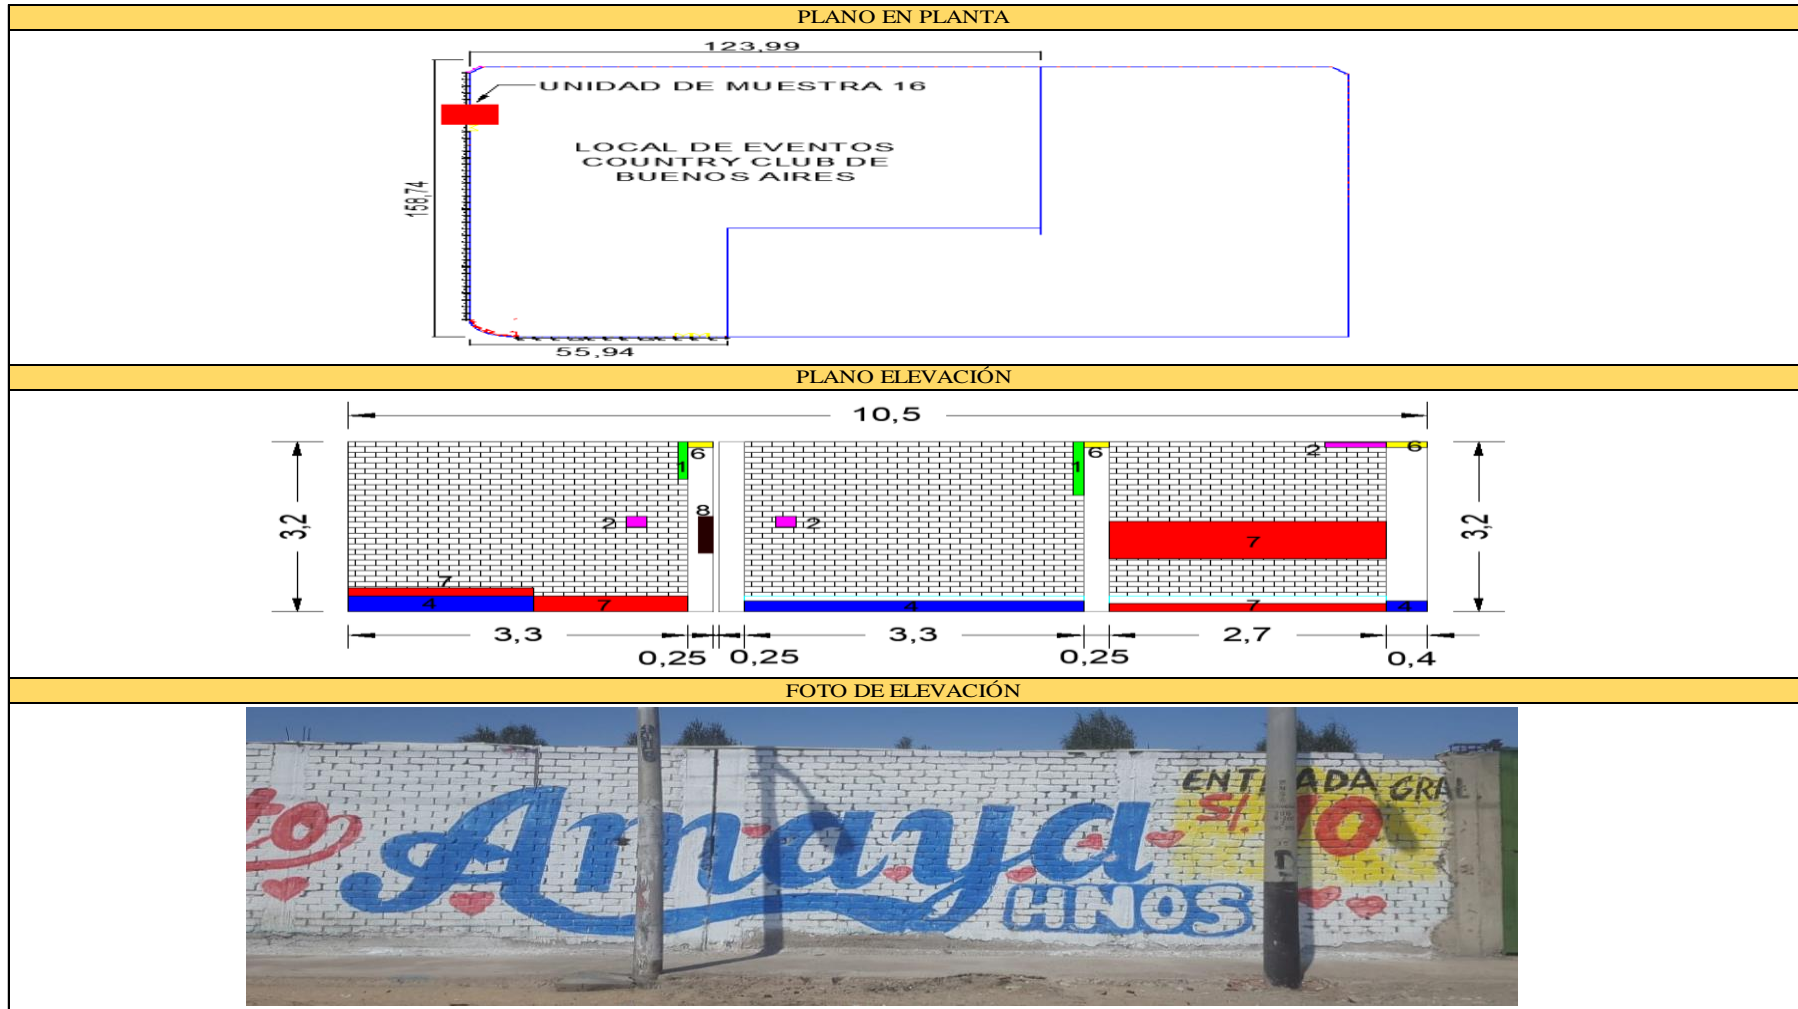 PLANO EN PLANTA
123,99
UNIDAD DE MUESTRA 16
LOCAL DE EVENTOS
COUNTRY CLUB DE
BUENOS AIRES
158,74
55,94
PLANO ELEVACIÓN
10,5
6 6 2 6
1 1
3,2 2 8 2 7 3,2
7
4 7 4 7 4
3,3 3,3 2,7
0,25 0,25 0,25 0,4
FOTO DE ELEVACIÓN
ENTRADA GRAL
to Amaya S/. 10
HNOS